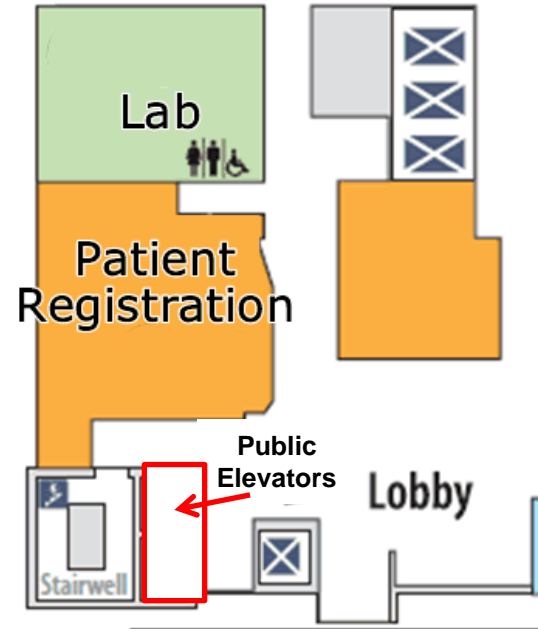 Lab
Patient
Registration
Public
Elevators
Lobby
Stairwell